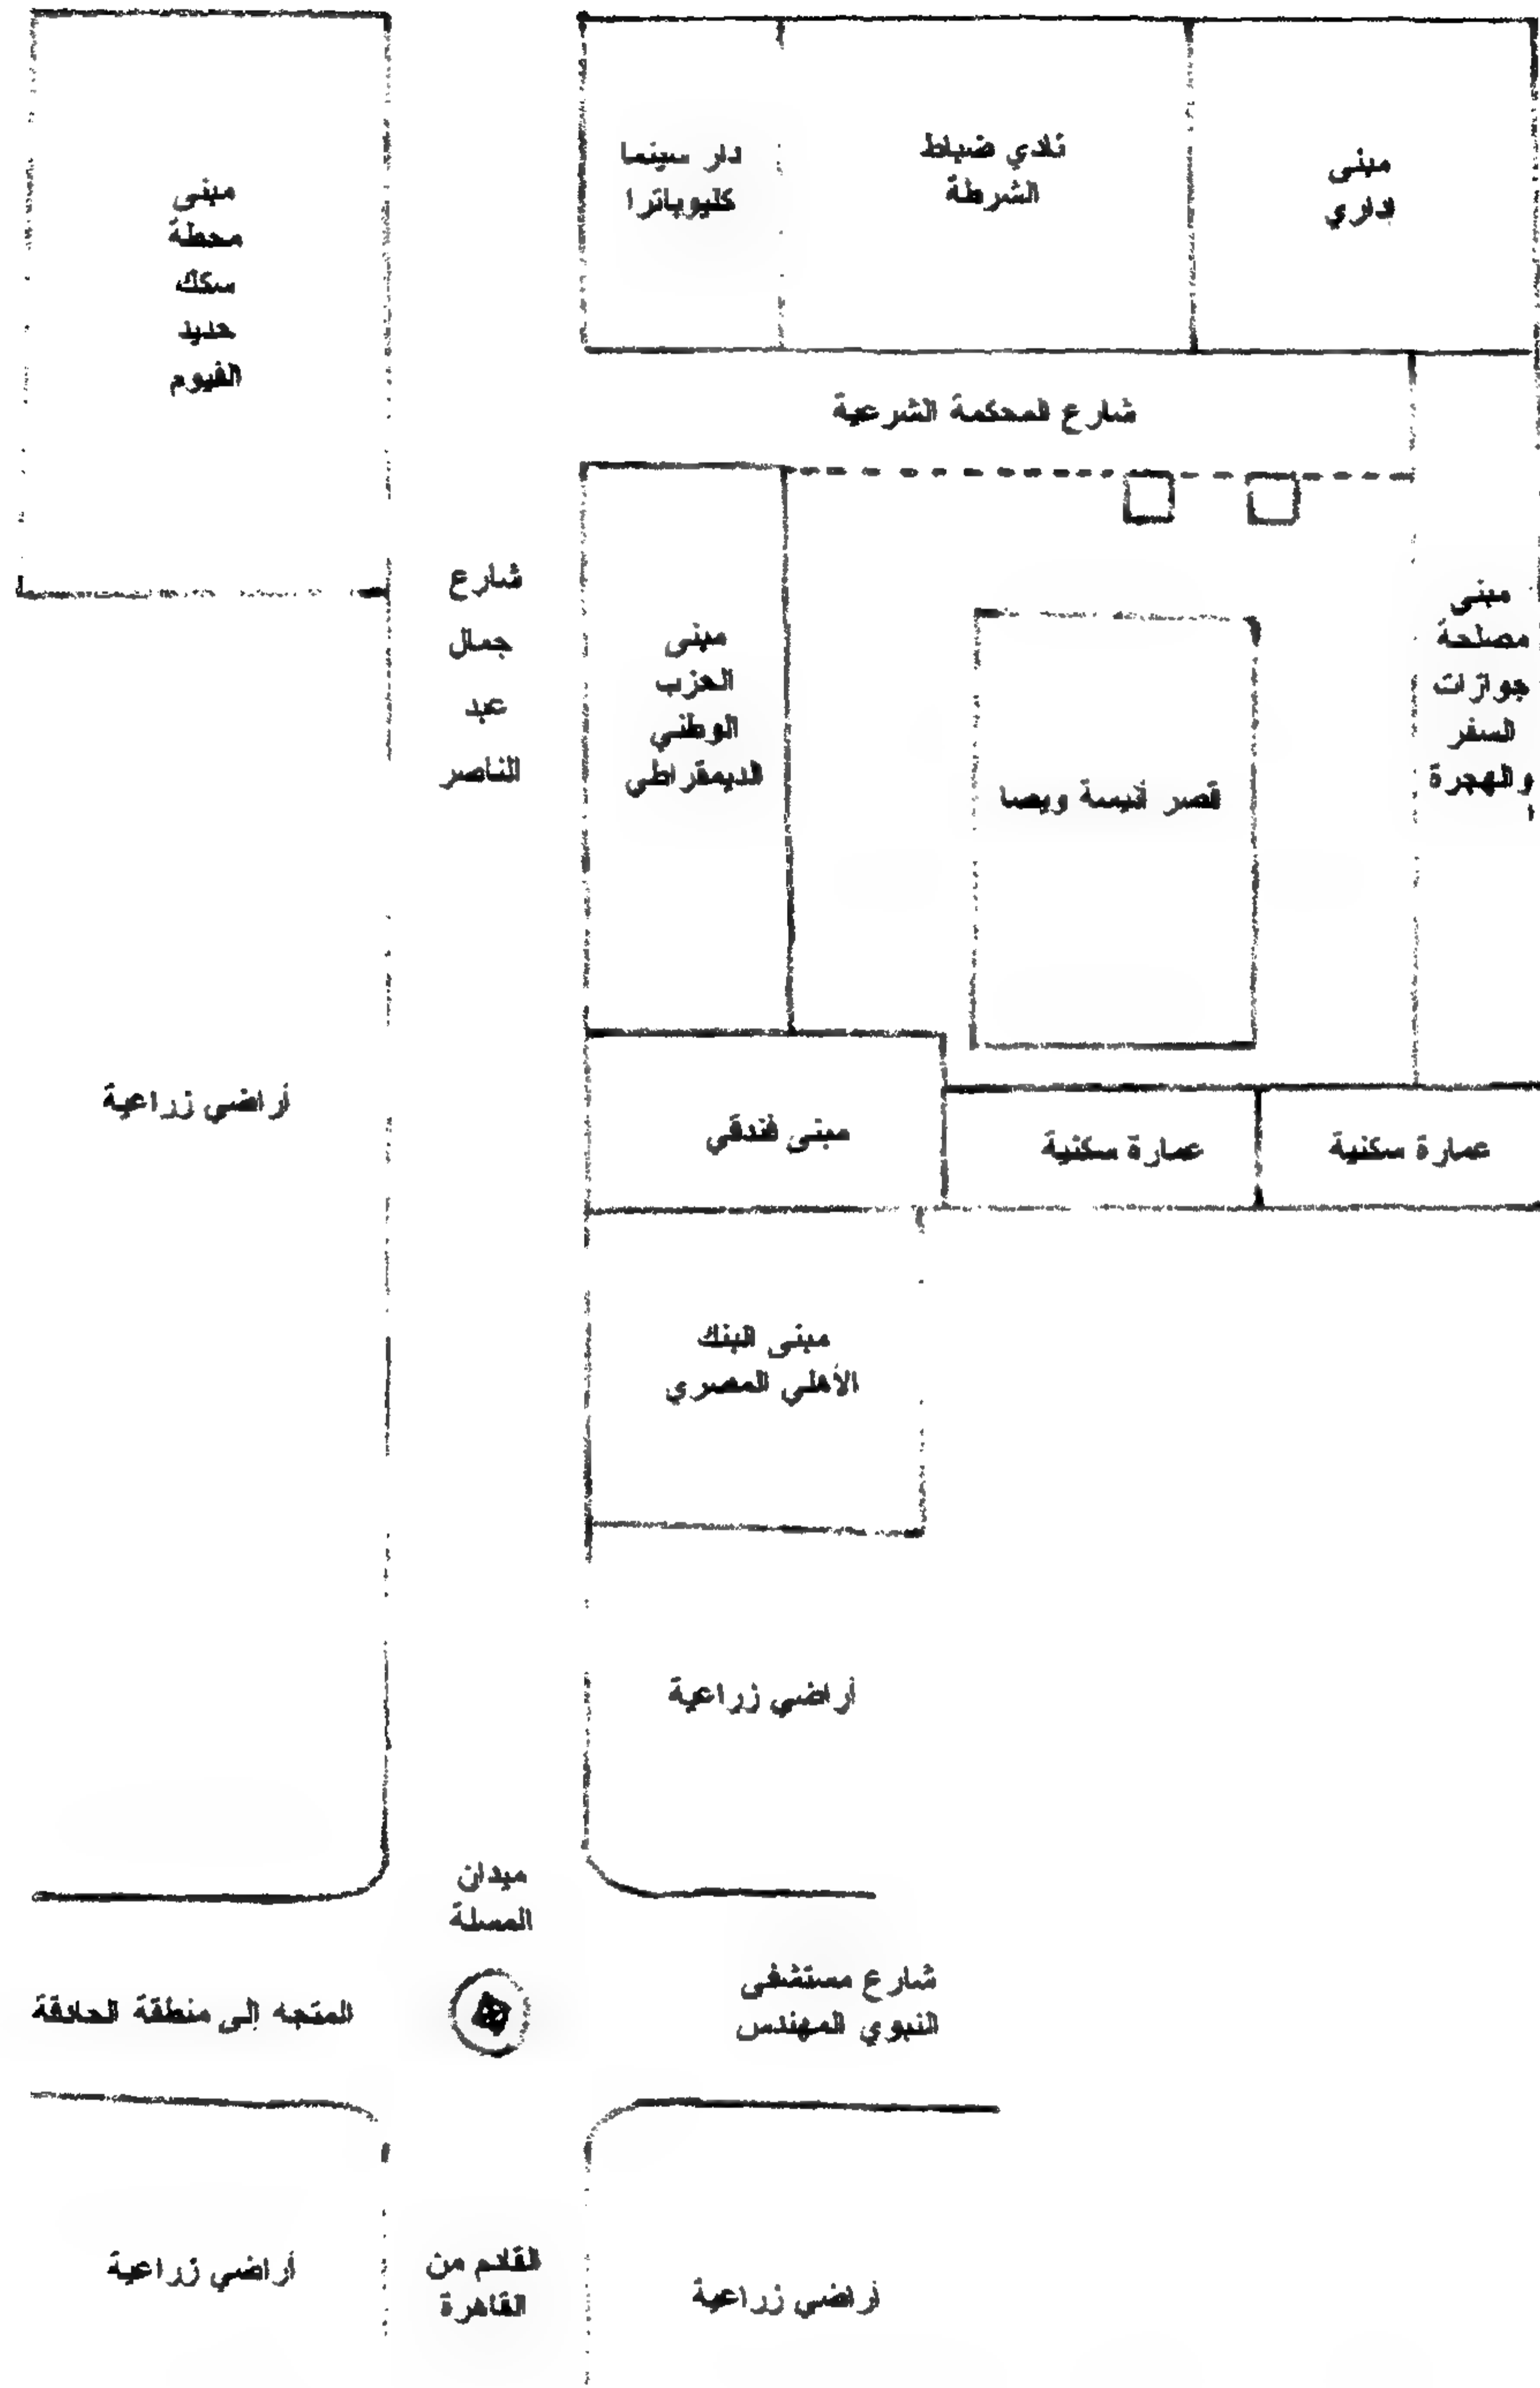 مبنى
إداري
نادي ضباط
الشرطة
دار سينما
كليوباترا
مبنى
محطة
سكك
حديد
الفيوم
شارع المحكمة الشرعية
مبنى
مصلحة
جوازات
السفر
والهجرة
قصر أنيسة ويصا
مبنى
الحزب
الوطني
الديمقراطي
شارع
جمال
عبد
الناصر
عمارة سكنية
عمارة سكنية
مبنى فندقي
أراضي زراعية
مبنى البنك
الأهلي المصري
أراضي زراعية
ميدان
المسلة
شارع مستشفى
النبوي المهندس
المتجه إلى منطقة الحادقة
أراضي زراعية
القادم من
القاهرة
أراضي زراعية